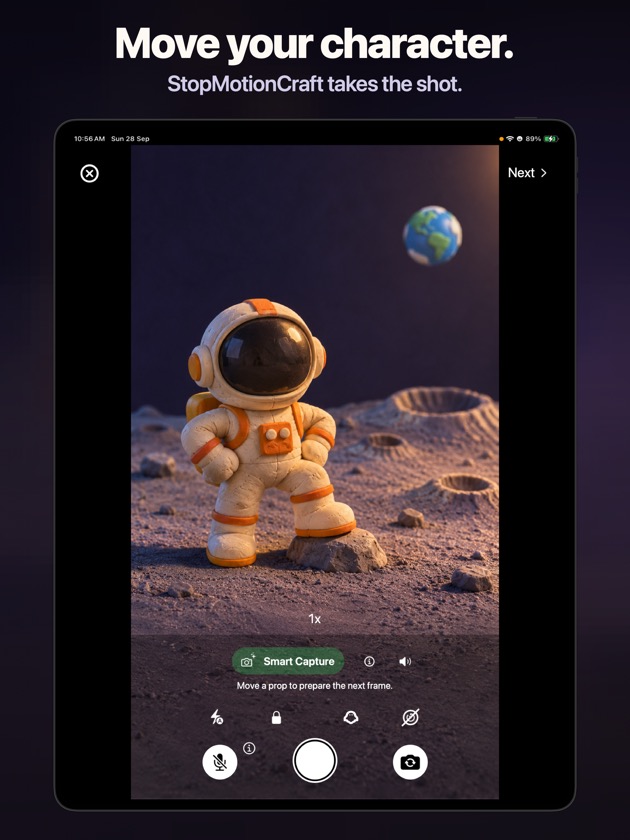 Move your character.
StopMotionCraft takes the shot.
10:56 AM Sun 28 Sep
89%
Next
1x
Smart Capture
Move a prop to prepare the next frame.